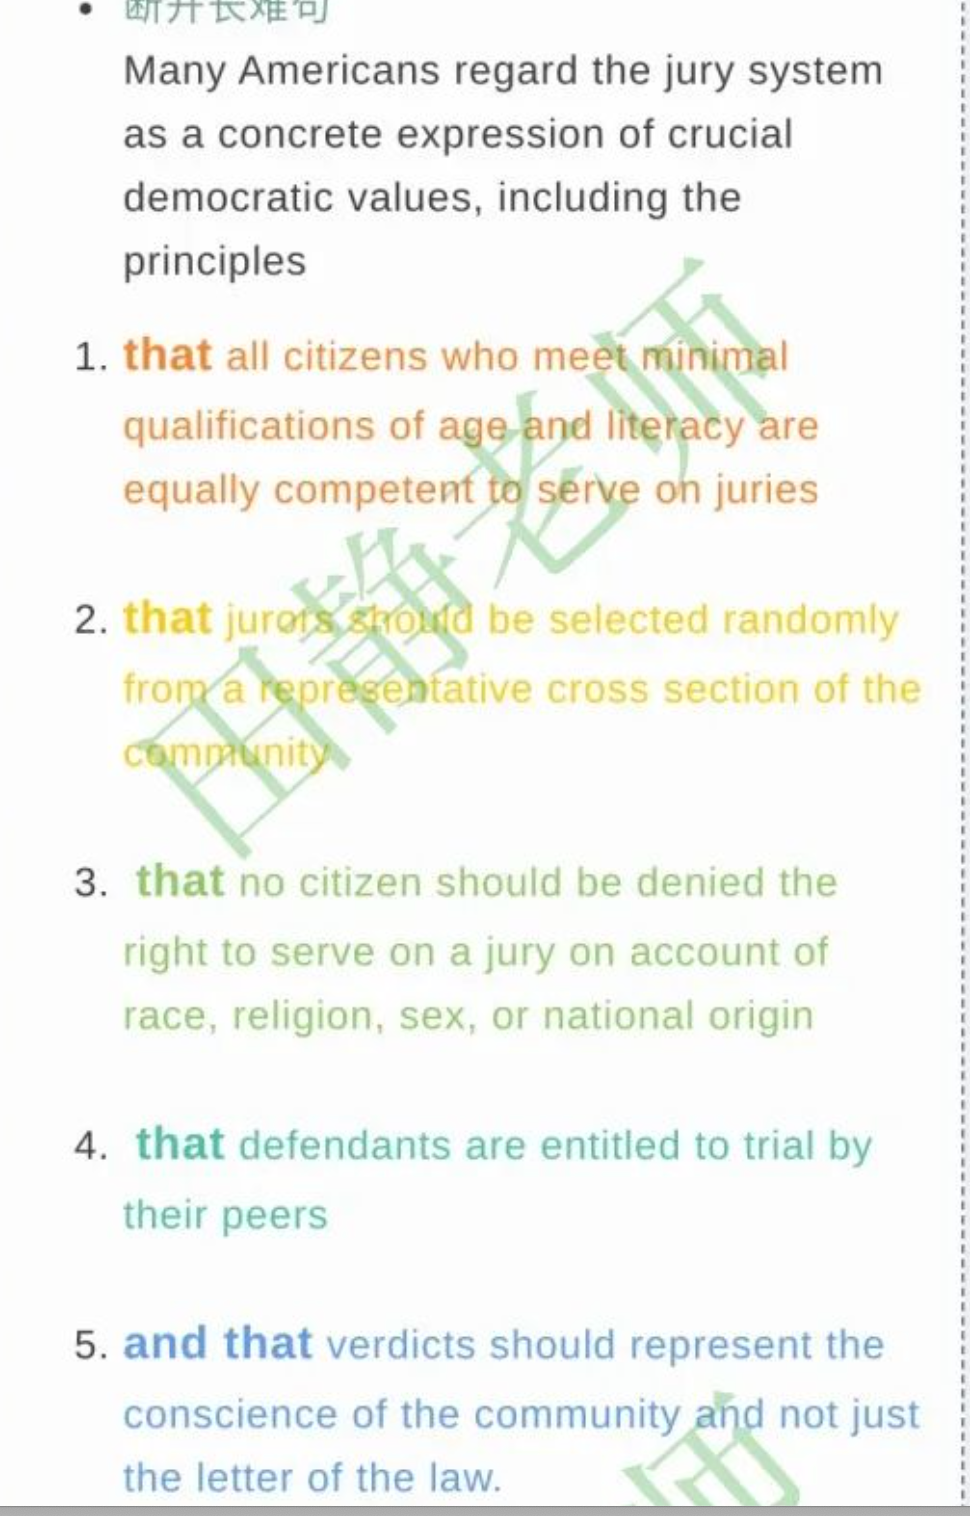 • 断开长难句
Many Americans regard the jury system
as a concrete expression of crucial
democratic values, including the
principles
1. that all citizens who meet minimal
qualifications of age and literacy are
equally competent to serve on juries
2. that jurors should be selected randomly
from a representative cross section of the
community
3. that no citizen should be denied the
right to serve on a jury on account of
race, religion, sex, or national origin
4. that defendants are entitled to trial by
their peers
5. and that verdicts should represent the
conscience of the community and not just
the letter of the law.
田静老师
师